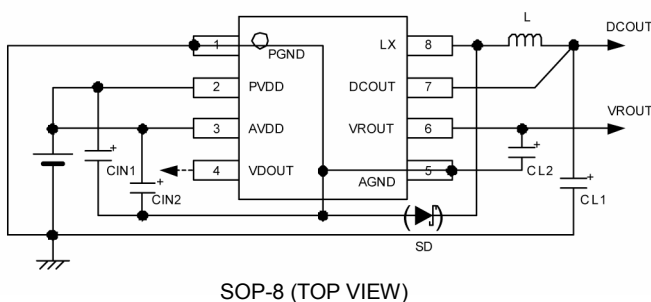 L
DCOUT
1
PGND
LX
8
2
PVDD
DCOUT
7
VROUT
3
AVDD
VROUT
6
+
+
+
+
CIN1
4
VDOUT
5
AGND
CL2
CIN2
CL1
SD
SOP-8 (TOP VIEW)